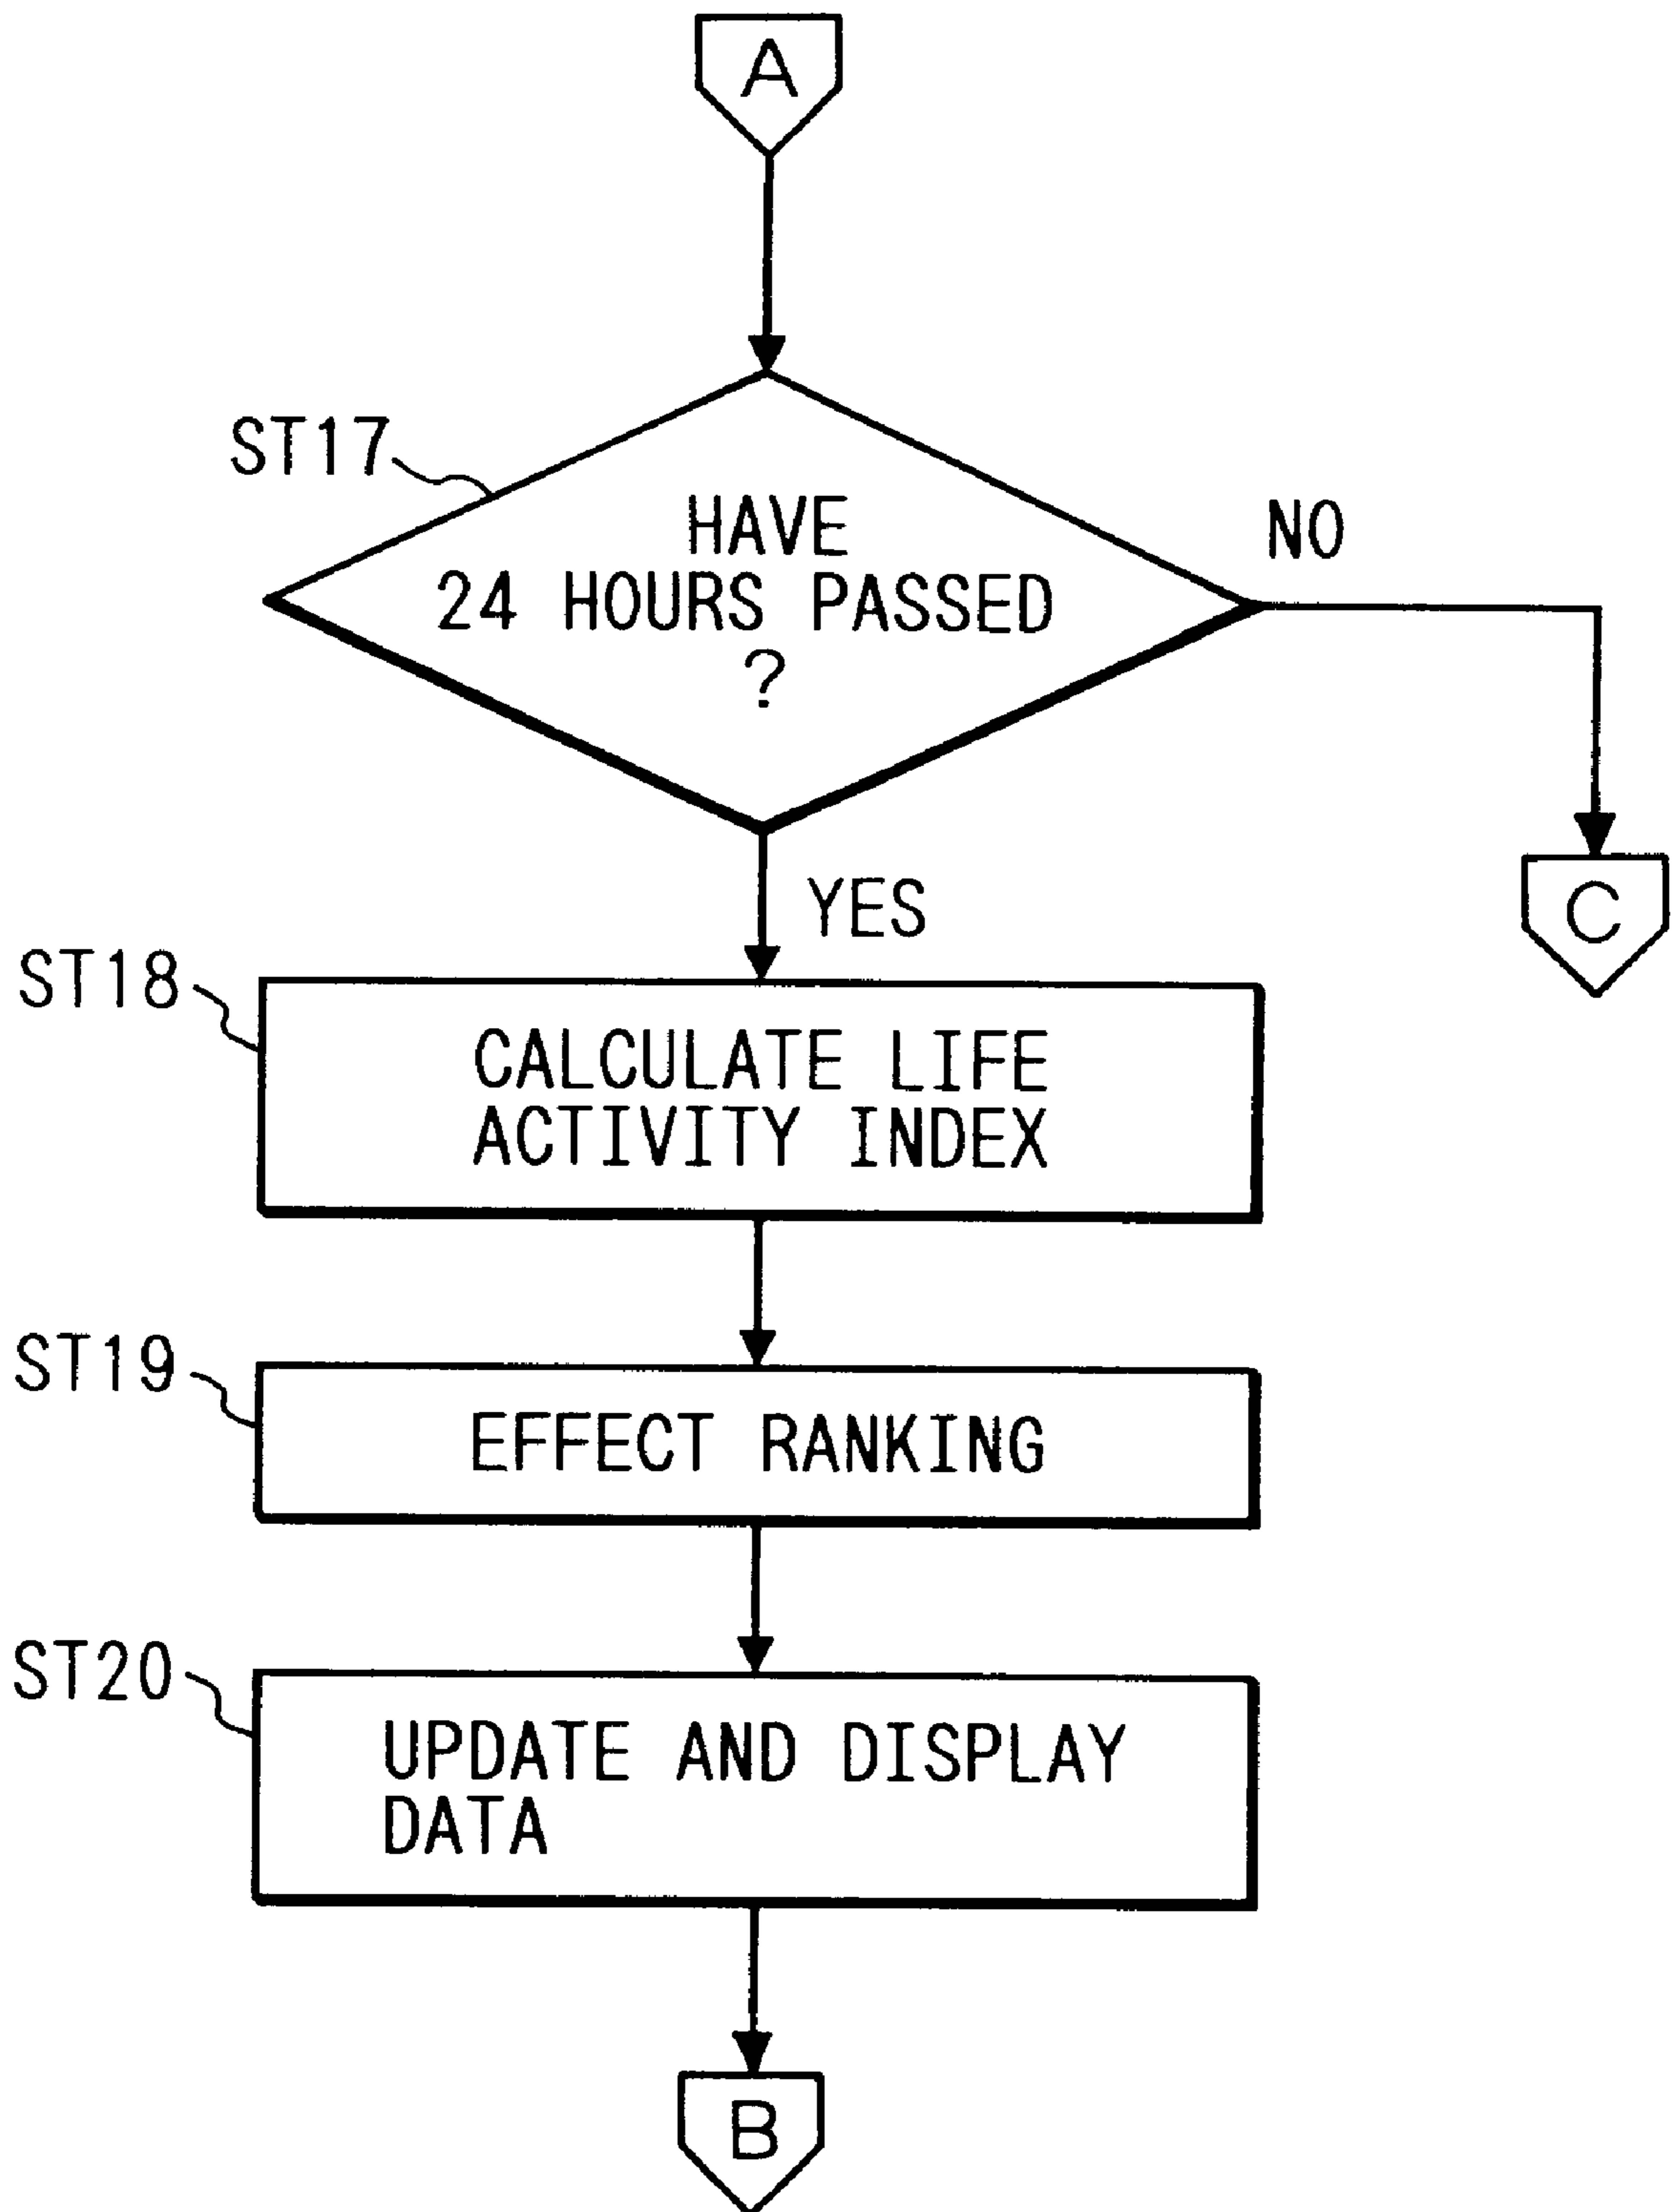 A
ST17
HAVE
24 HOURS PASSED
?
NO
YES
C
ST18
CALCULATE LIFE
ACTIVITY INDEX
ST19
EFFECT RANKING
ST20
UPDATE AND DISPLAY
DATA
B